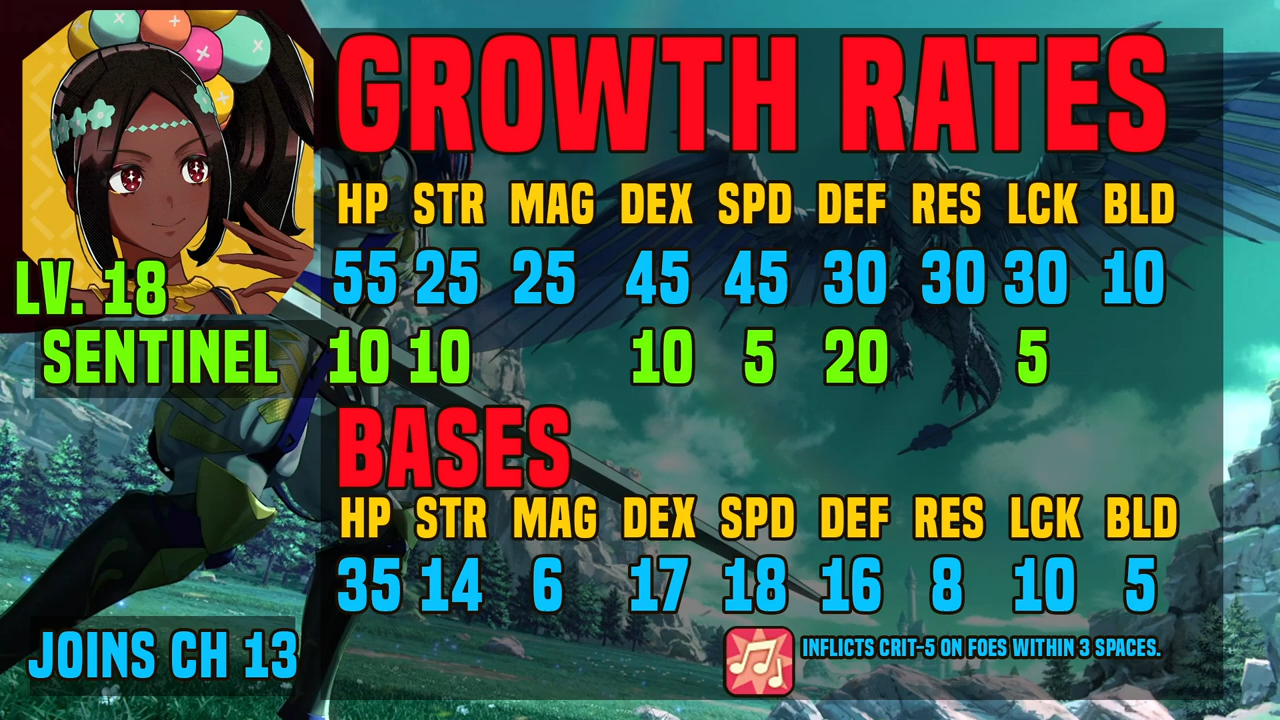 GROWTH RATES
HP STR MAG DEX SPD DEF RES LCK BLD
55 25 25 45 45 30 30 30 10
LV. 18
SENTINEL 10 10 10 5 20 5
BASES
HP STR MAG DEX SPD DEF RES LCK BLD
35 14 6 17 18 16 8 10 5
JOINS CH 13
INFLICTS CRIT-5 ON FOES WITHIN 3 SPACES.